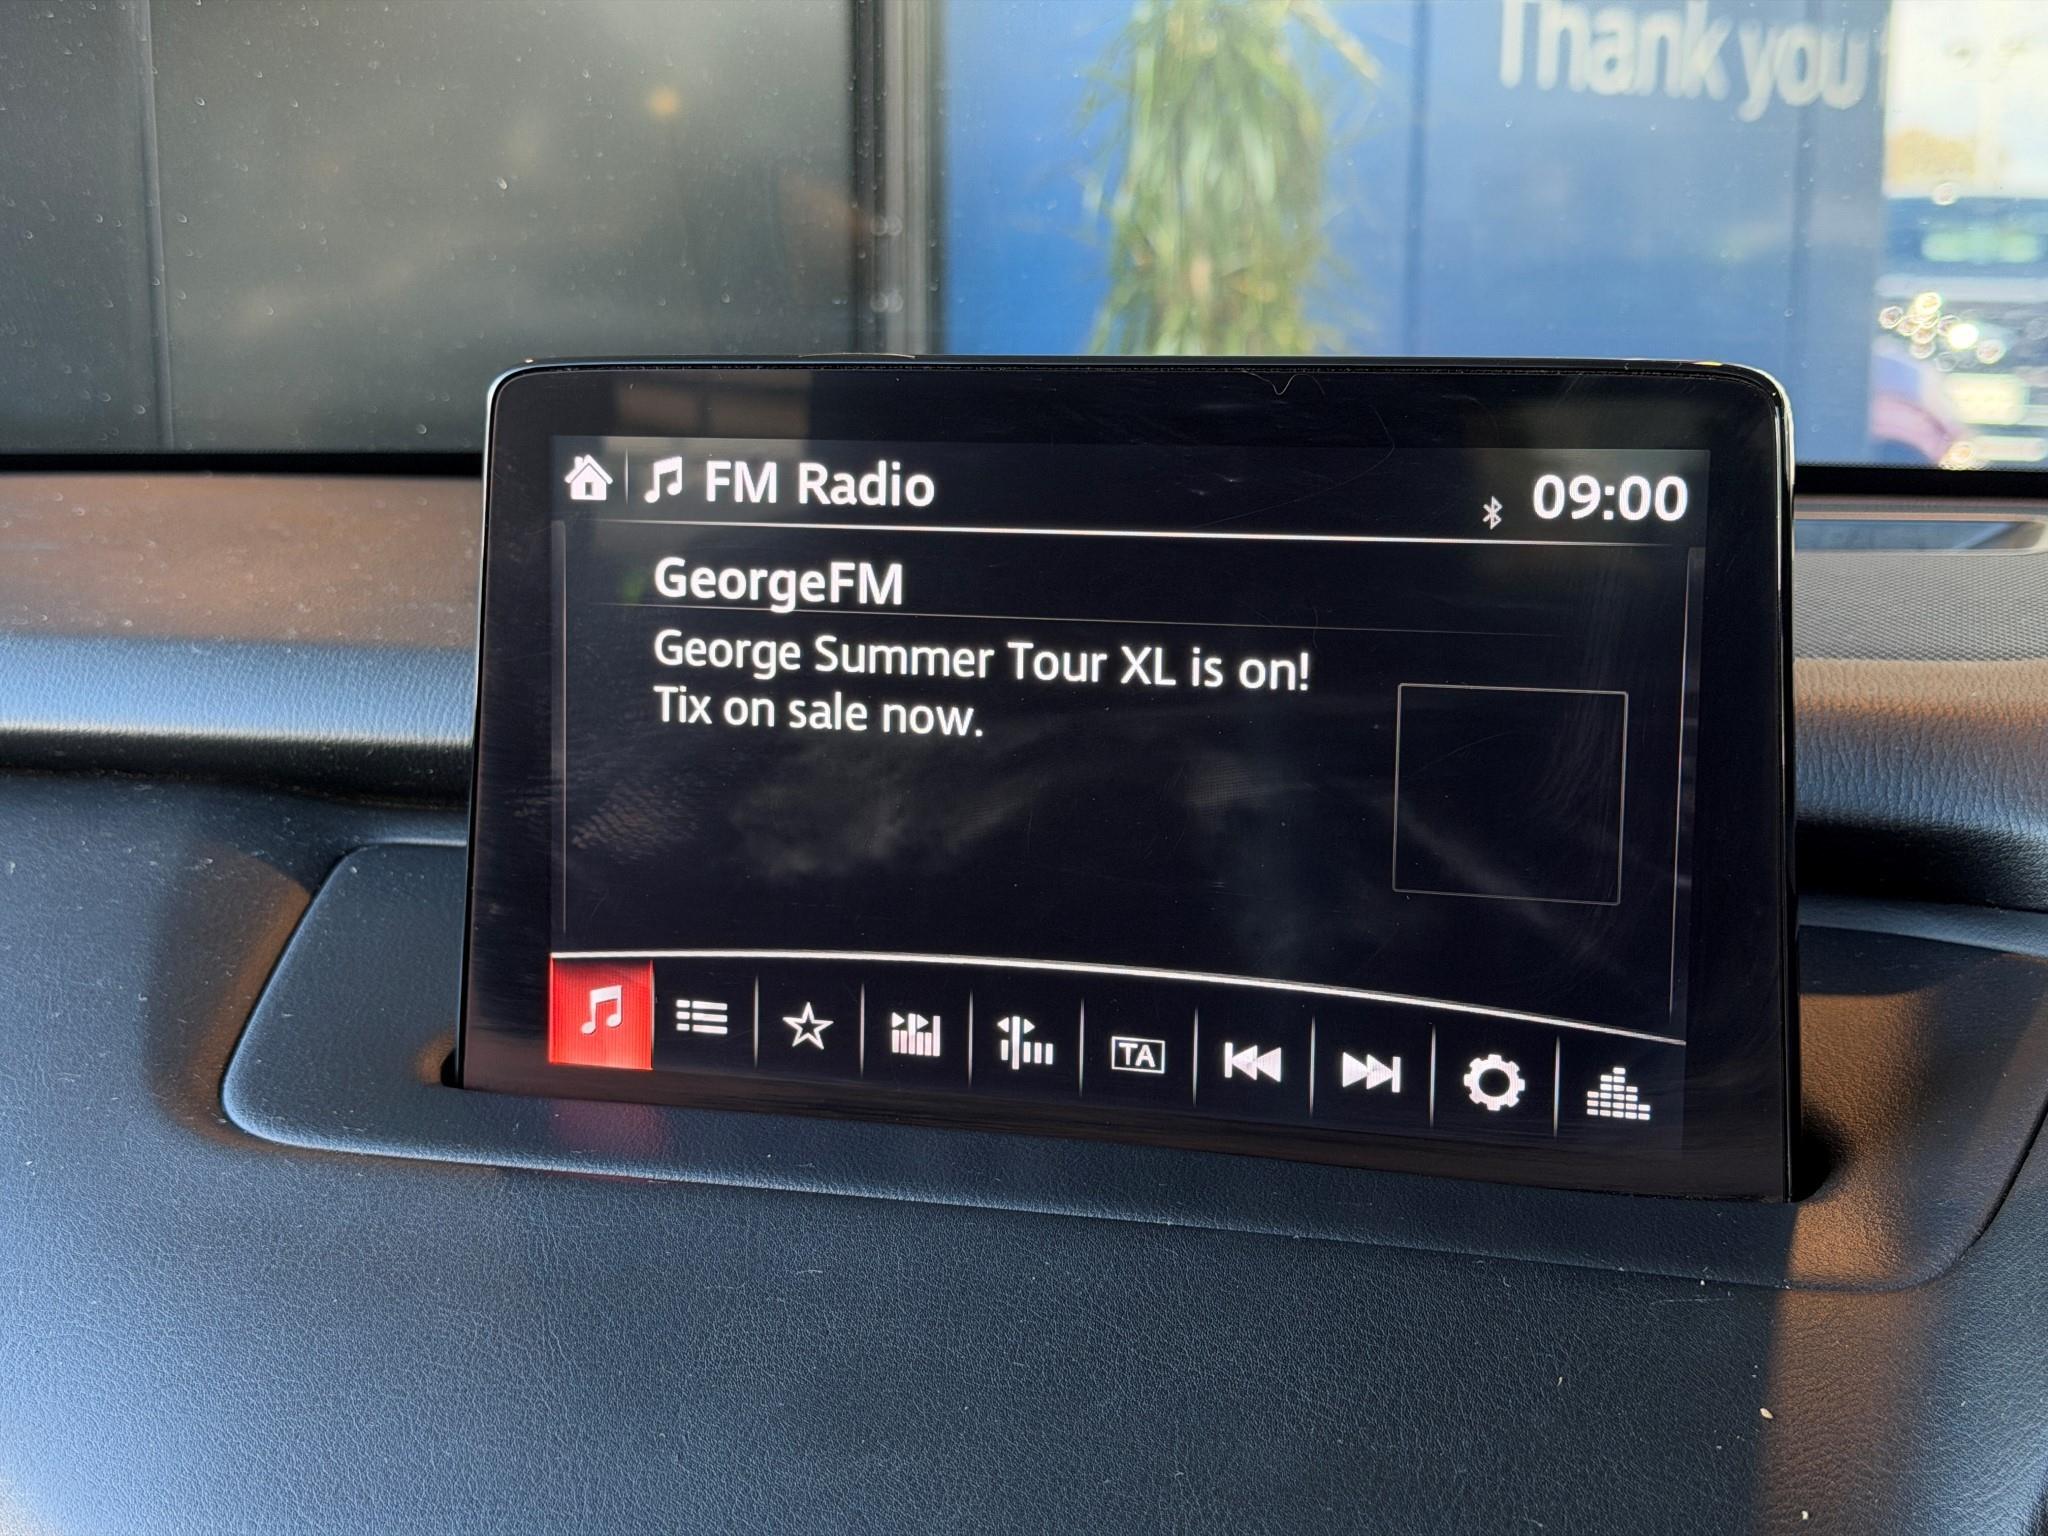 Thank you
FM Radio
09:00
GeorgeFM
George Summer Tour XL is on!
Tix on sale now.
TA